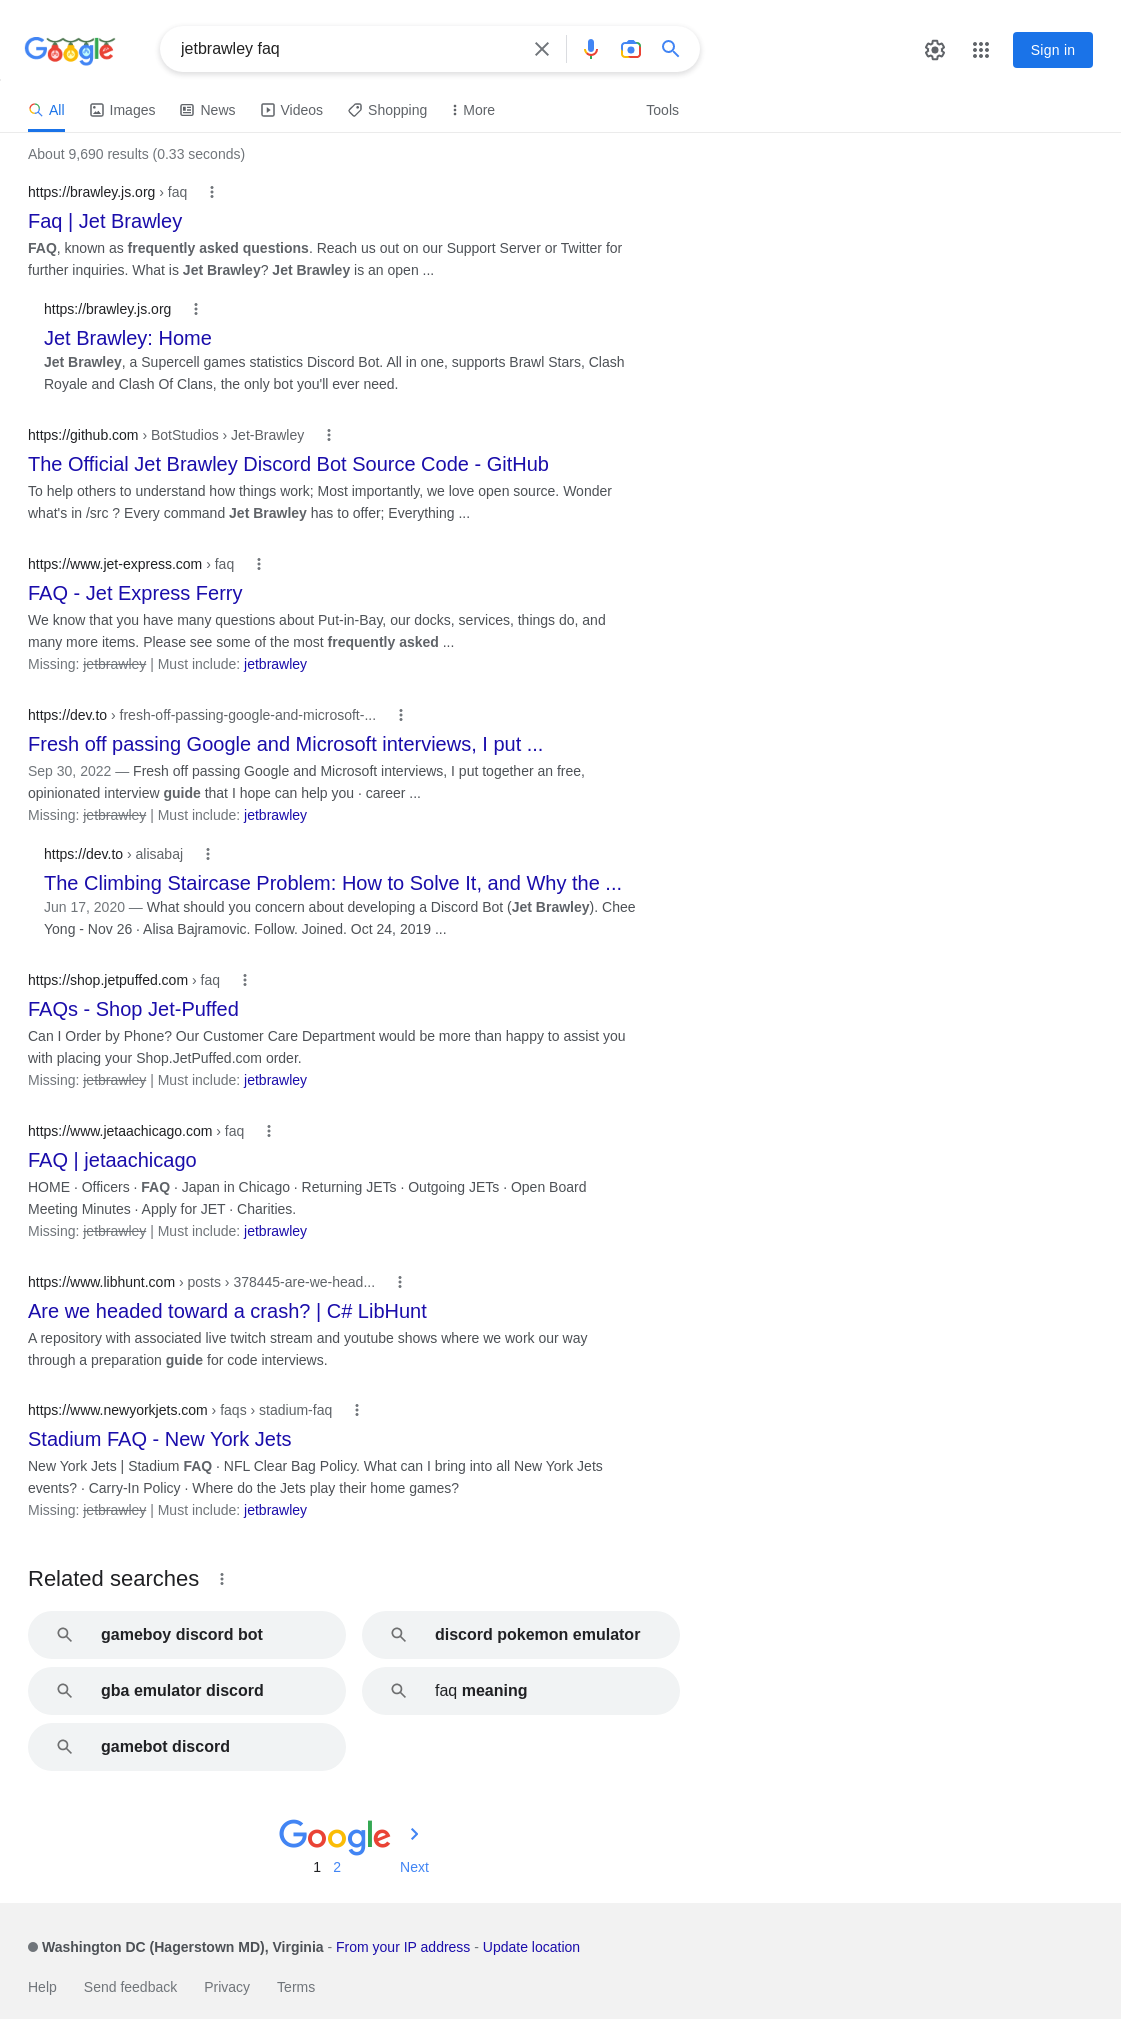 Google
jetbrawley faq
Sign in
All
Images
News
Videos
Shopping
More
Tools
About 9,690 results (0.33 seconds)
https://brawley.js.org › faq
Faq | Jet Brawley
FAQ, known as frequently asked questions. Reach us out on our Support Server or Twitter for
further inquiries. What is Jet Brawley? Jet Brawley is an open ...
https://brawley.js.org
Jet Brawley: Home
Jet Brawley, a Supercell games statistics Discord Bot. All in one, supports Brawl Stars, Clash
Royale and Clash Of Clans, the only bot you'll ever need.
https://github.com › BotStudios › Jet-Brawley
The Official Jet Brawley Discord Bot Source Code - GitHub
To help others to understand how things work; Most importantly, we love open source. Wonder
what's in /src ? Every command Jet Brawley has to offer; Everything ...
https://www.jet-express.com › faq
FAQ - Jet Express Ferry
We know that you have many questions about Put-in-Bay, our docks, services, things do, and
many more items. Please see some of the most frequently asked ...
Missing: jetbrawley | Must include: jetbrawley
https://dev.to › fresh-off-passing-google-and-microsoft-...
Fresh off passing Google and Microsoft interviews, I put ...
Sep 30, 2022 — Fresh off passing Google and Microsoft interviews, I put together an free,
opinionated interview guide that I hope can help you · career ...
Missing: jetbrawley | Must include: jetbrawley
https://dev.to › alisabaj
The Climbing Staircase Problem: How to Solve It, and Why the ...
Jun 17, 2020 — What should you concern about developing a Discord Bot (Jet Brawley). Chee
Yong - Nov 26 · Alisa Bajramovic. Follow. Joined. Oct 24, 2019 ...
https://shop.jetpuffed.com › faq
FAQs - Shop Jet-Puffed
Can I Order by Phone? Our Customer Care Department would be more than happy to assist you
with placing your Shop.JetPuffed.com order.
Missing: jetbrawley | Must include: jetbrawley
https://www.jetaachicago.com › faq
FAQ | jetaachicago
HOME · Officers · FAQ · Japan in Chicago · Returning JETs · Outgoing JETs · Open Board
Meeting Minutes · Apply for JET · Charities.
Missing: jetbrawley | Must include: jetbrawley
https://www.libhunt.com › posts › 378445-are-we-head...
Are we headed toward a crash? | C# LibHunt
A repository with associated live twitch stream and youtube shows where we work our way
through a preparation guide for code interviews.
https://www.newyorkjets.com › faqs › stadium-faq
Stadium FAQ - New York Jets
New York Jets | Stadium FAQ · NFL Clear Bag Policy. What can I bring into all New York Jets
events? · Carry-In Policy · Where do the Jets play their home games?
Missing: jetbrawley | Must include: jetbrawley
Related searches
gameboy discord bot
discord pokemon emulator
gba emulator discord
faq meaning
gamebot discord
Google
1 2 Next
Washington DC (Hagerstown MD), Virginia - From your IP address - Update location
Help Send feedback Privacy Terms